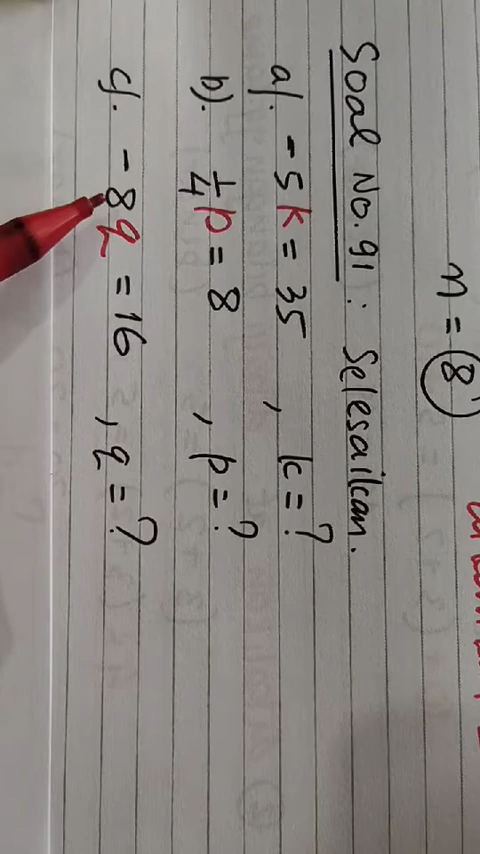 n = 8
Soal No. 91 : Selesaikan.
a). -5k = 35 , k = ?
b). 1/4 p = 8 , p = ?
c). -8q = 16 , q = ?